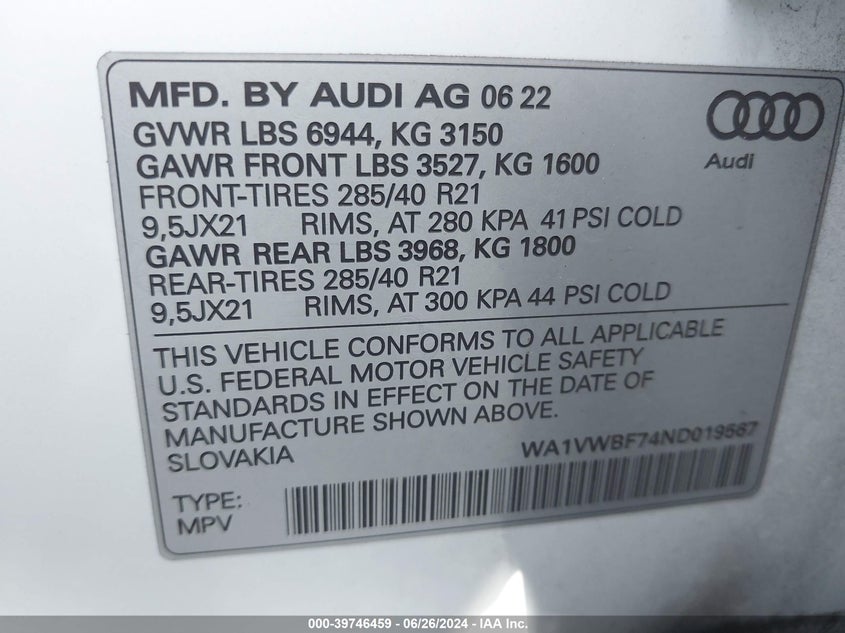 MFD. BY AUDI AG 06 22
GVWR LBS 6944, KG 3150
GAWR FRONT LBS 3527, KG 1600
FRONT-TIRES 285/40 R21
9,5JX21 RIMS, AT 280 KPA 41 PSI COLD
GAWR REAR LBS 3968, KG 1800
REAR-TIRES 285/40 R21
9,5JX21 RIMS, AT 300 KPA 44 PSI COLD
Audi
THIS VEHICLE CONFORMS TO ALL APPLICABLE
U.S. FEDERAL MOTOR VEHICLE SAFETY
STANDARDS IN EFFECT ON THE DATE OF
MANUFACTURE SHOWN ABOVE.
SLOVAKIA
WA1VWBF74ND019567
TYPE:
MPV
000-39746459 - 06/26/2024 - IAA Inc.